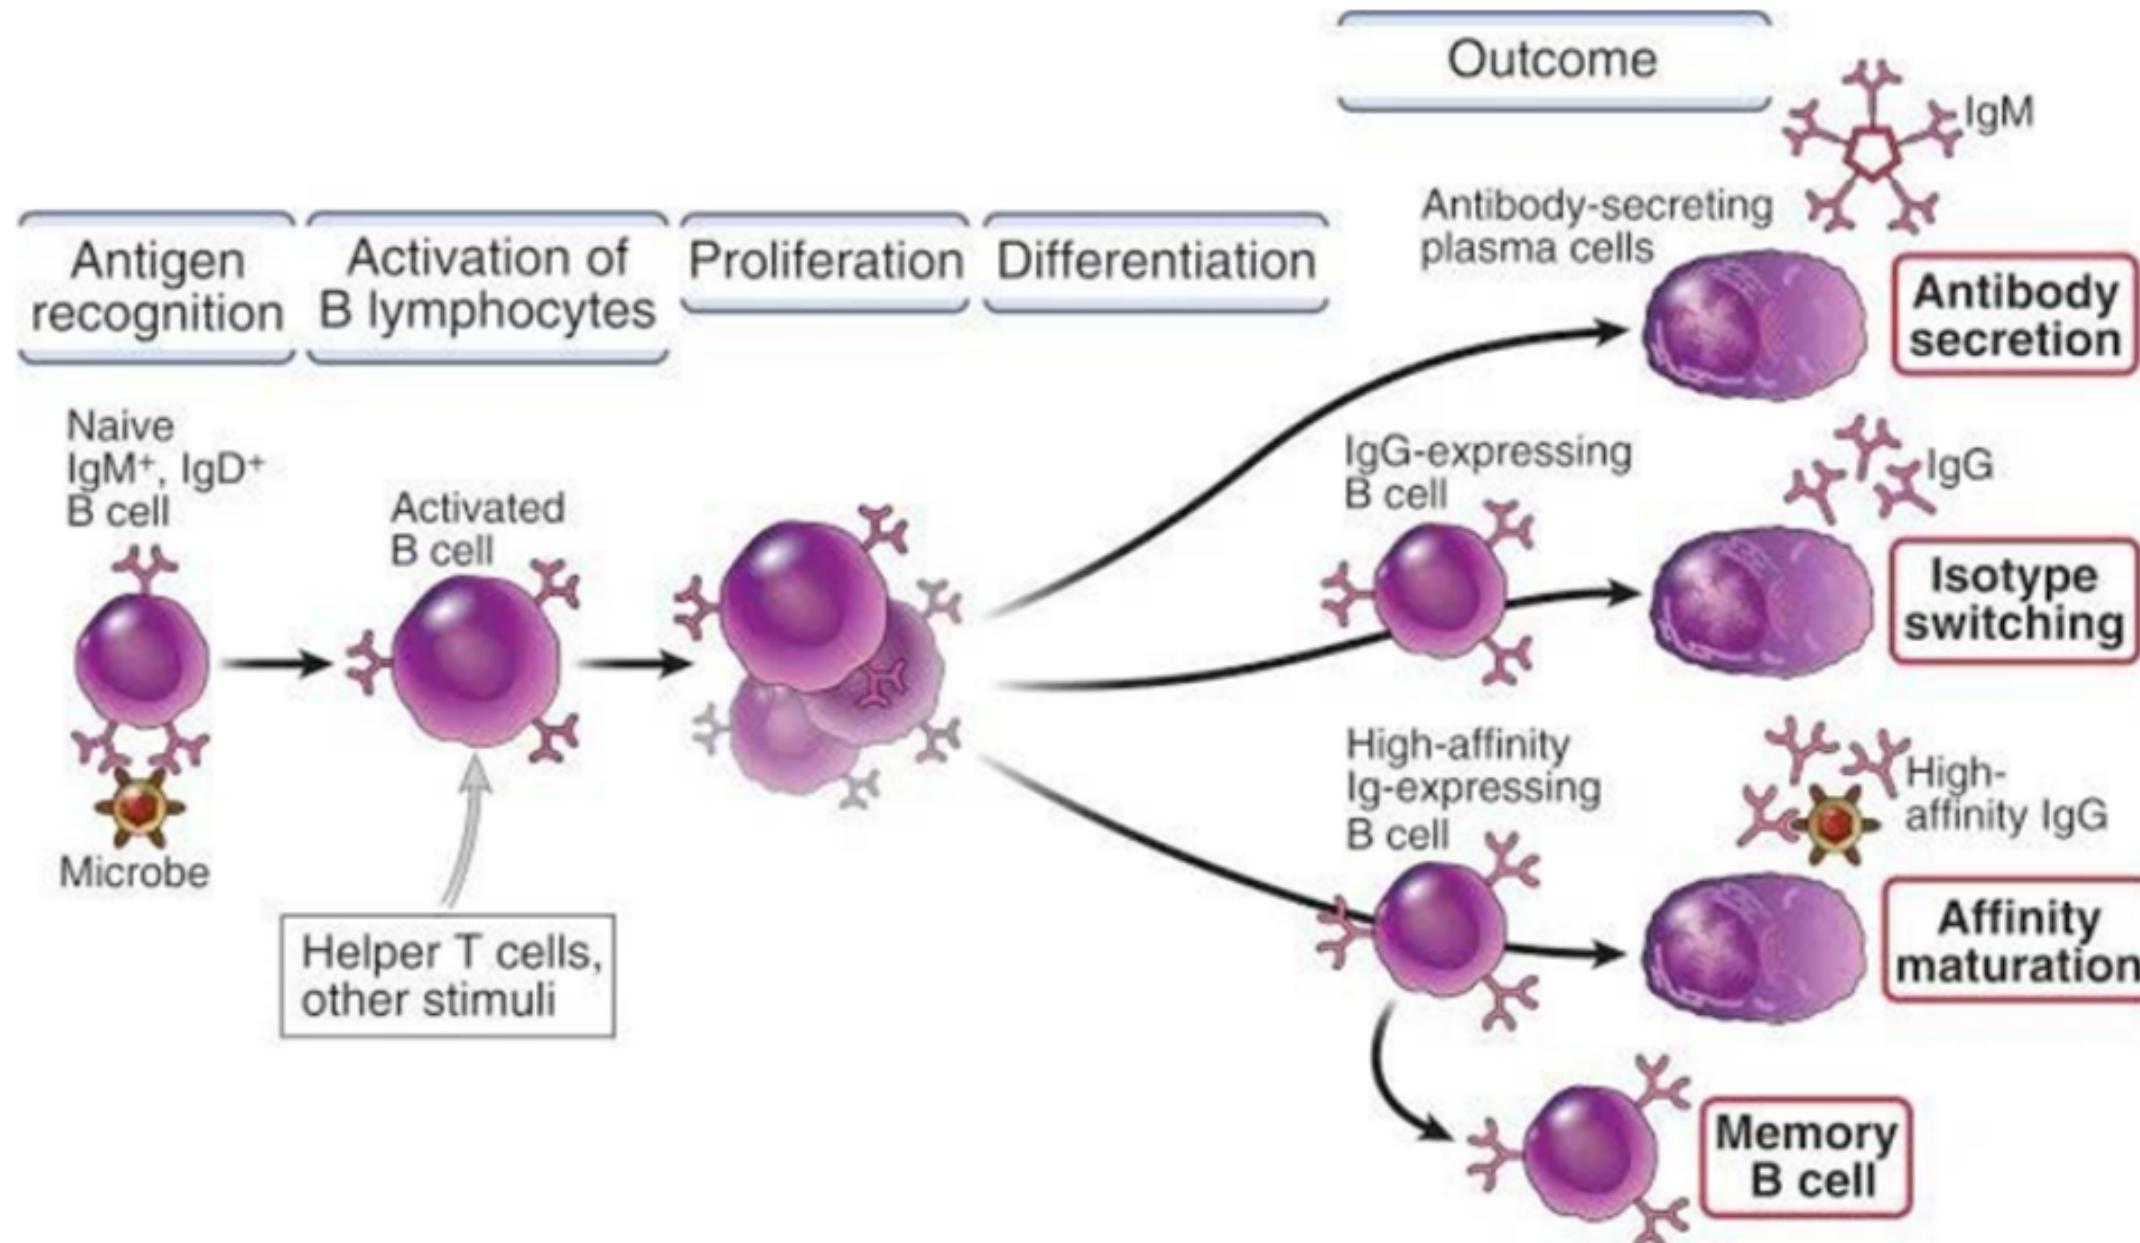 Outcome
IgM
Antibody-secreting
plasma cells
Antigen
recognition
Activation of
B lymphocytes
Proliferation
Differentiation
Antibody
secretion
Naive
IgM+, IgD+
B cell
Activated
B cell
IgG-expressing
B cell
IgG
Isotype
switching
Microbe
Helper T cells,
other stimuli
High-affinity
Ig-expressing
B cell
High-
affinity IgG
Affinity
maturation
Memory
B cell